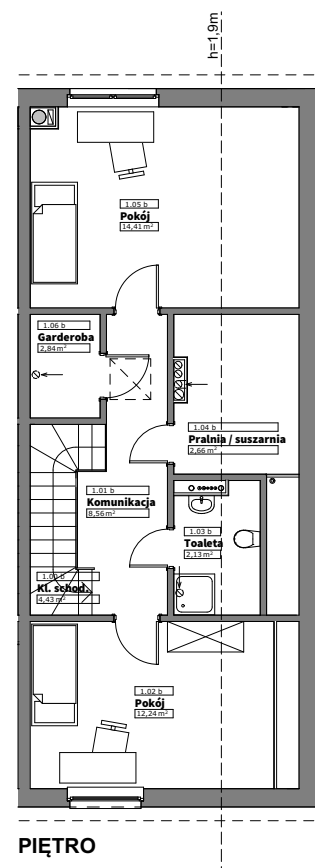 h=1,9m
1.05 b
Pokój
14,41 m²
1.06 b
Garderoba
2,84 m²
1.04 b
Pralnia / suszarnia
2,66 m²
1.01 b
Komunikacja
8,56 m²
1.03 b
Toaleta
2,13 m²
Kl. schod.
4,43 m²
1.02 b
Pokój
12,24 m²
PIĘTRO